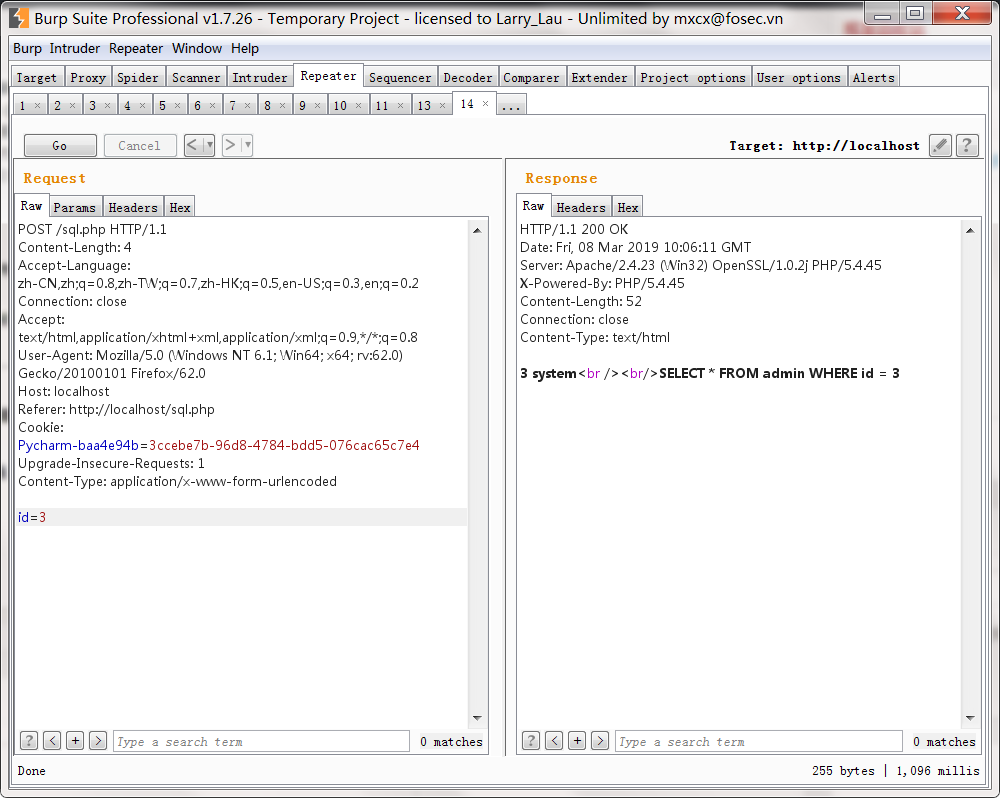 Burp Suite Professional v1.7.26 - Temporary Project - licensed to Larry_Lau - Unlimited by mxcx@fosec.vn
Burp Intruder Repeater Window Help
Target Proxy Spider Scanner Intruder Repeater Sequencer Decoder Comparer Extender Project options User options Alerts
1 × 2 × 3 × 4 × 5 × 6 × 7 × 8 × 9 × 10 × 11 × 13 × 14 × ...
Go Cancel < ▼ > ▼ Target: http://localhost ?
Request
Raw Params Headers Hex
POST /sql.php HTTP/1.1
Content-Length: 4
Accept-Language:
zh-CN,zh;q=0.8,zh-TW;q=0.7,zh-HK;q=0.5,en-US;q=0.3,en;q=0.2
Connection: close
Accept:
text/html,application/xhtml+xml,application/xml;q=0.9,*/*;q=0.8
User-Agent: Mozilla/5.0 (Windows NT 6.1; Win64; x64; rv:62.0)
Gecko/20100101 Firefox/62.0
Host: localhost
Referer: http://localhost/sql.php
Cookie:
Pycharm-baa4e94b=3ccebe7b-96d8-4784-bdd5-076cac65c7e4
Upgrade-Insecure-Requests: 1
Content-Type: application/x-www-form-urlencoded
id=3
? < + > Type a search term 0 matches
Response
Raw Headers Hex
HTTP/1.1 200 OK
Date: Fri, 08 Mar 2019 10:06:11 GMT
Server: Apache/2.4.23 (Win32) OpenSSL/1.0.2j PHP/5.4.45
X-Powered-By: PHP/5.4.45
Content-Length: 52
Connection: close
Content-Type: text/html
3 system<br /><br/>SELECT * FROM admin WHERE id = 3
? < + > Type a search term 0 matches
Done 255 bytes | 1,096 millis